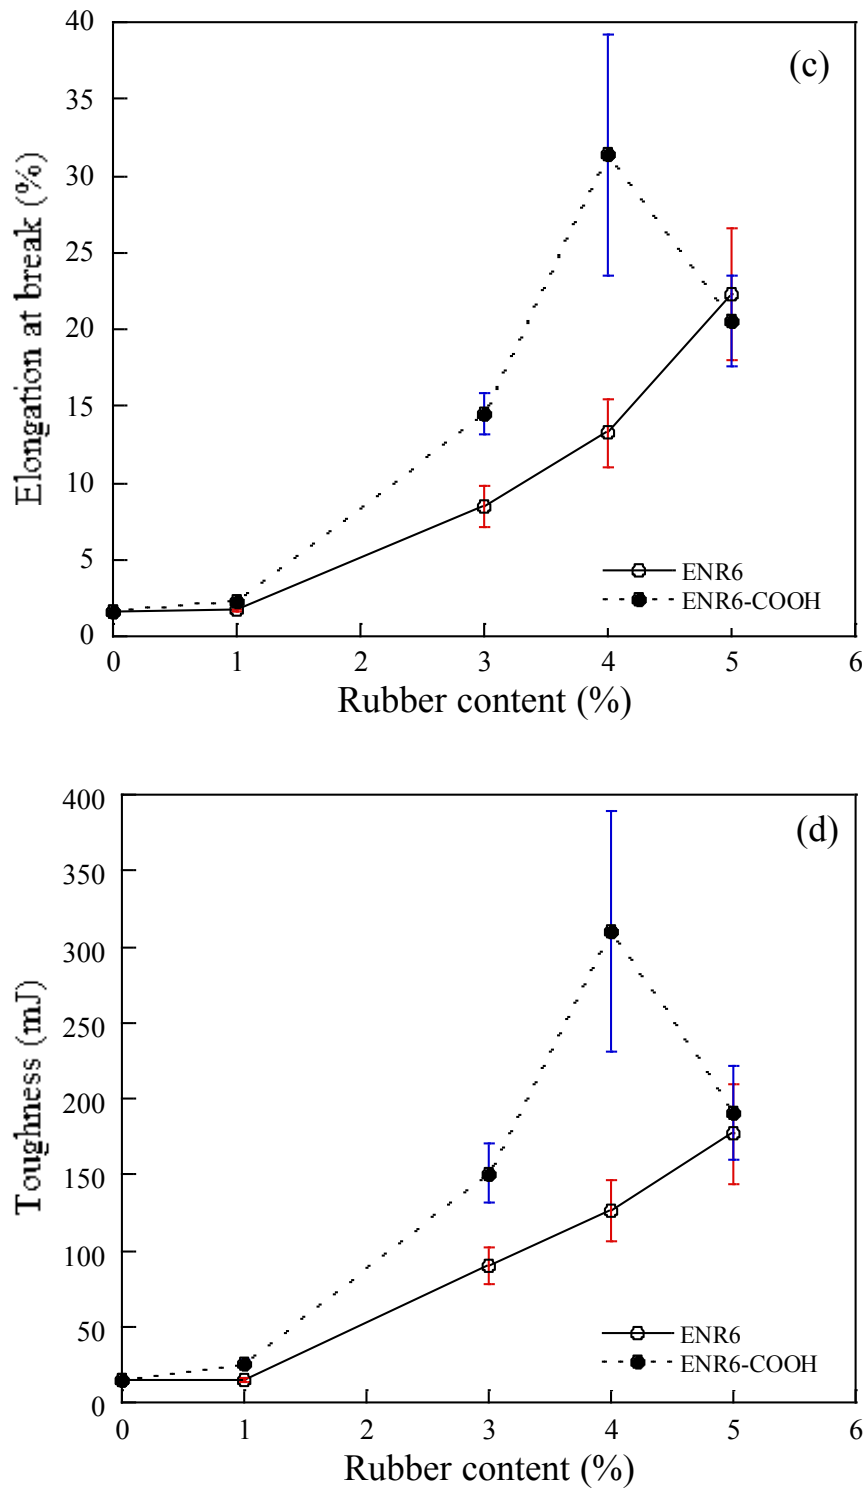 40
(c)
35
30
25
20
15
10
5
0
Elongation at break (%)
ENR6
ENR6-COOH
0 1 2 3 4 5 6
Rubber content (%)
400
(d)
350
300
250
200
150
100
50
0
Toughness (mJ)
ENR6
ENR6-COOH
0 1 2 3 4 5 6
Rubber content (%)